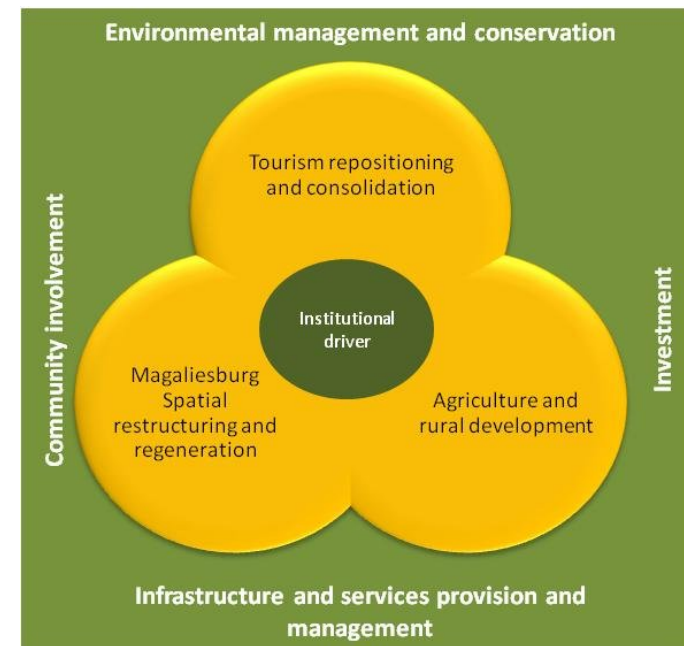 Environmental management and conservation
Tourism repositioning
and consolidation
Community involvement
Institutional
driver
Investment
Magaliesburg
Spatial
restructuring and
regeneration
Agriculture and
rural development
Infrastructure and services provision and
management